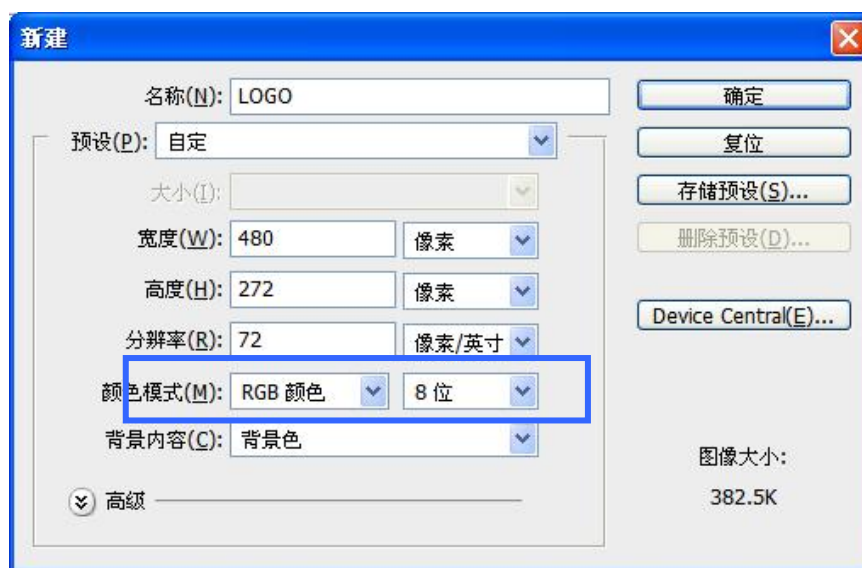 新建
名称(N): LOGO
确定
预设(P): 自定
复位
大小(I):
存储预设(S)...
宽度(W): 480 像素
删除预设(D)...
高度(H): 272 像素
Device Central(E)...
分辨率(R): 72 像素/英寸
颜色模式(M): RGB 颜色 8 位
背景内容(C): 背景色
图像大小:
高级
382.5K